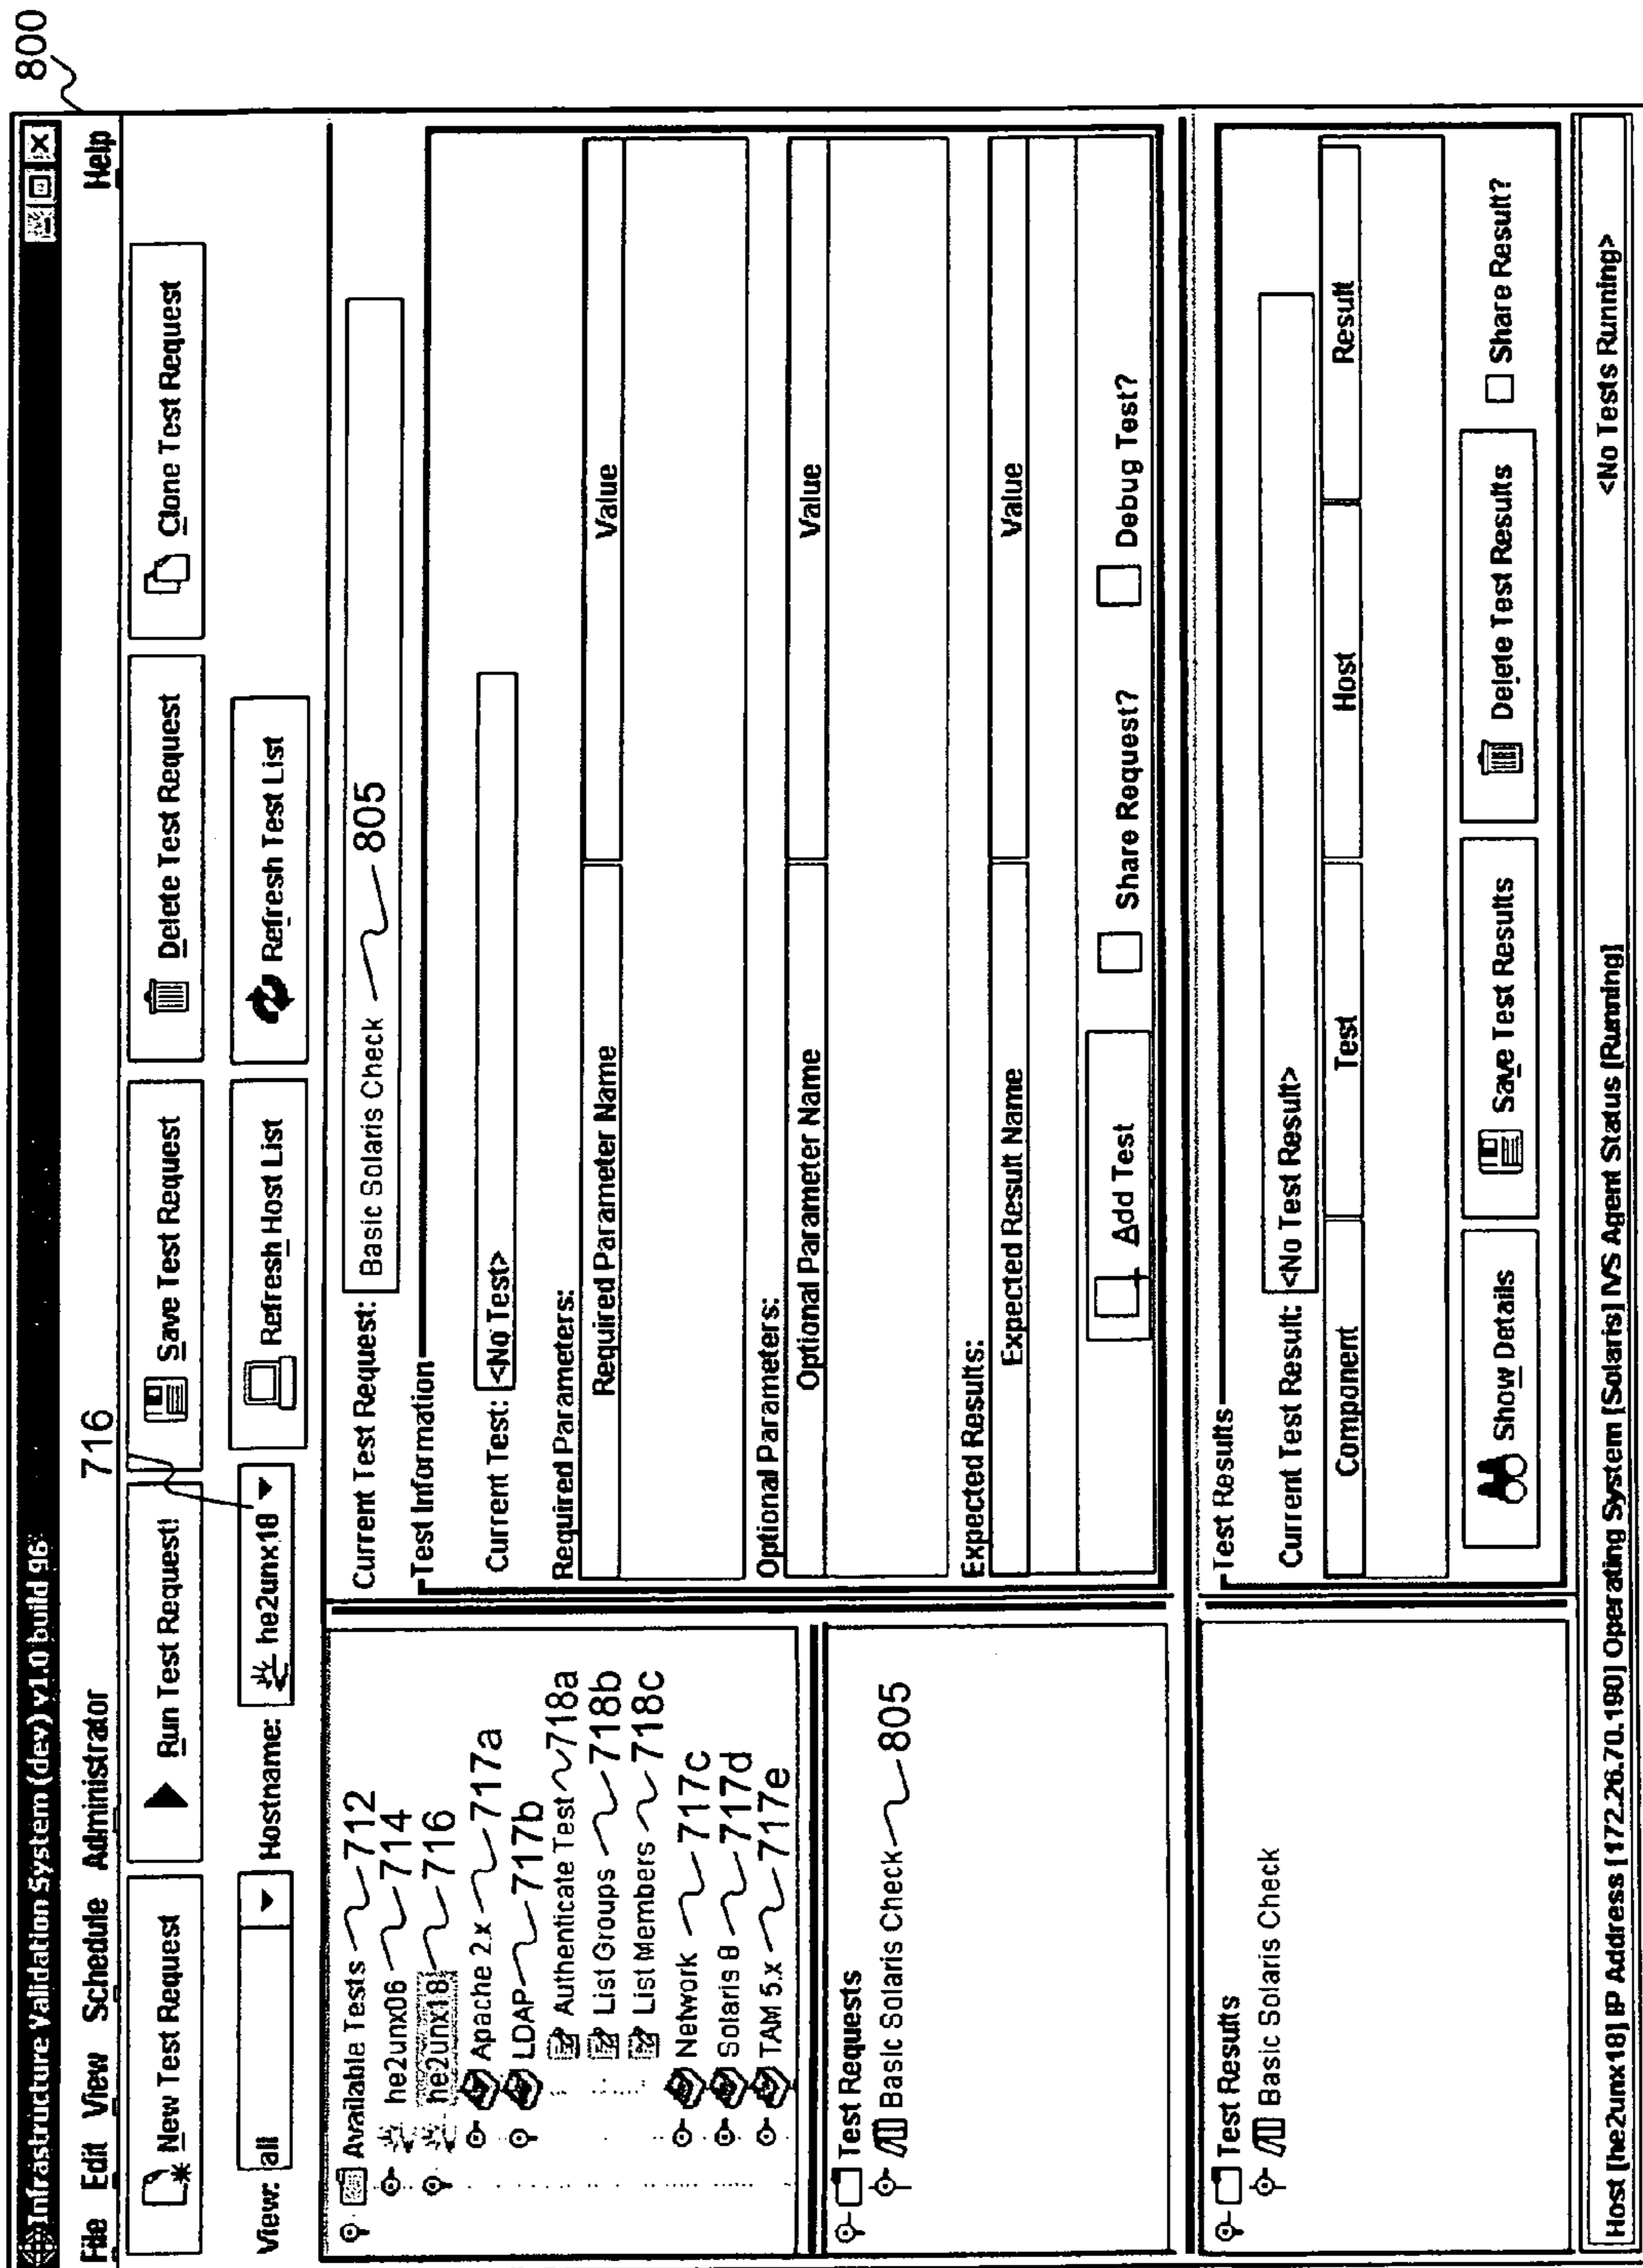 800
Infrastructure Validation System (dev) v1.0 build 96
File Edit View Schedule Administrator Help
716
New Test Request Run Test Request! Save Test Request Delete Test Request Clone Test Request
View: all Hostname: he2unx18 Refresh Host List Refresh Test List
Available Tests 712
he2unx06 714
he2unx18 716
Apache 2.x 717a
LDAP 717b
Authenticate Test 718a
List Groups 718b
List Members 718c
Network 717c
Solaris 8 717d
TAM 5.x 717e
Test Requests
Basic Solaris Check 805
Test Results
Basic Solaris Check
Current Test Request: Basic Solaris Check 805
Test Information
Current Test: <No Test>
Required Parameters:
Required Parameter Name Value
Optional Parameters:
Optional Parameter Name Value
Expected Results:
Expected Result Name Value
Add Test Share Request? Debug Test?
Test Results
Current Test Result: <No Test Result>
Component Test Host Result
Show Details Save Test Results Delete Test Results Share Result?
Host [he2unx18] IP Address [172.26.70.190] Operating System [Solaris] IVS Agent Status [Running] <No Tests Running>